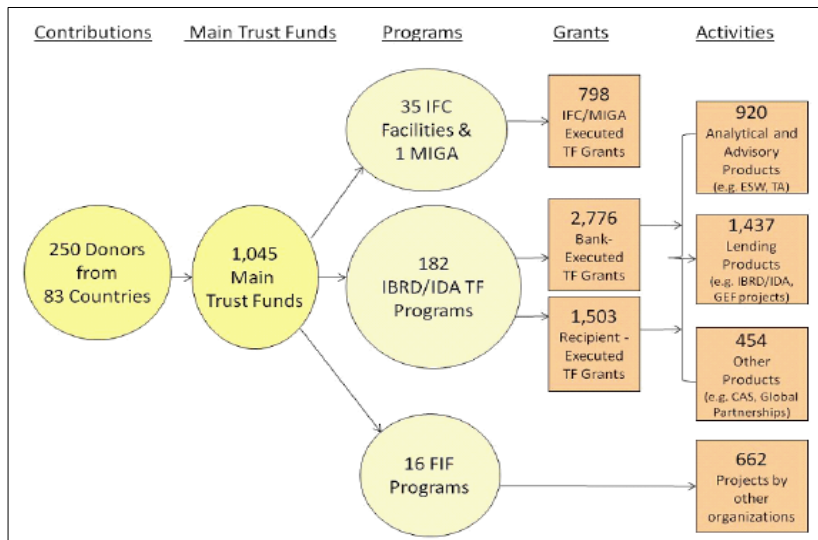 Contributions
Main Trust Funds
Programs
Grants
Activities
250 Donors
from
83 Countries
1,045
Main
Trust Funds
35 IFC
Facilities &
1 MIGA
182
IBRD/IDA TF
Programs
16 FIF
Programs
798
IFC/MIGA
Executed
TF Grants
2,776
Bank-
Executed
TF Grants
1,503
Recipient -
Executed
TF Grants
920
Analytical and
Advisory
Products
(e.g. ESW, TA)
1,437
Lending
Products
(e.g. IBRD/IDA,
GEF projects)
454
Other
Products
(e.g. CAS, Global
Partnerships)
662
Projects by
other
organizations